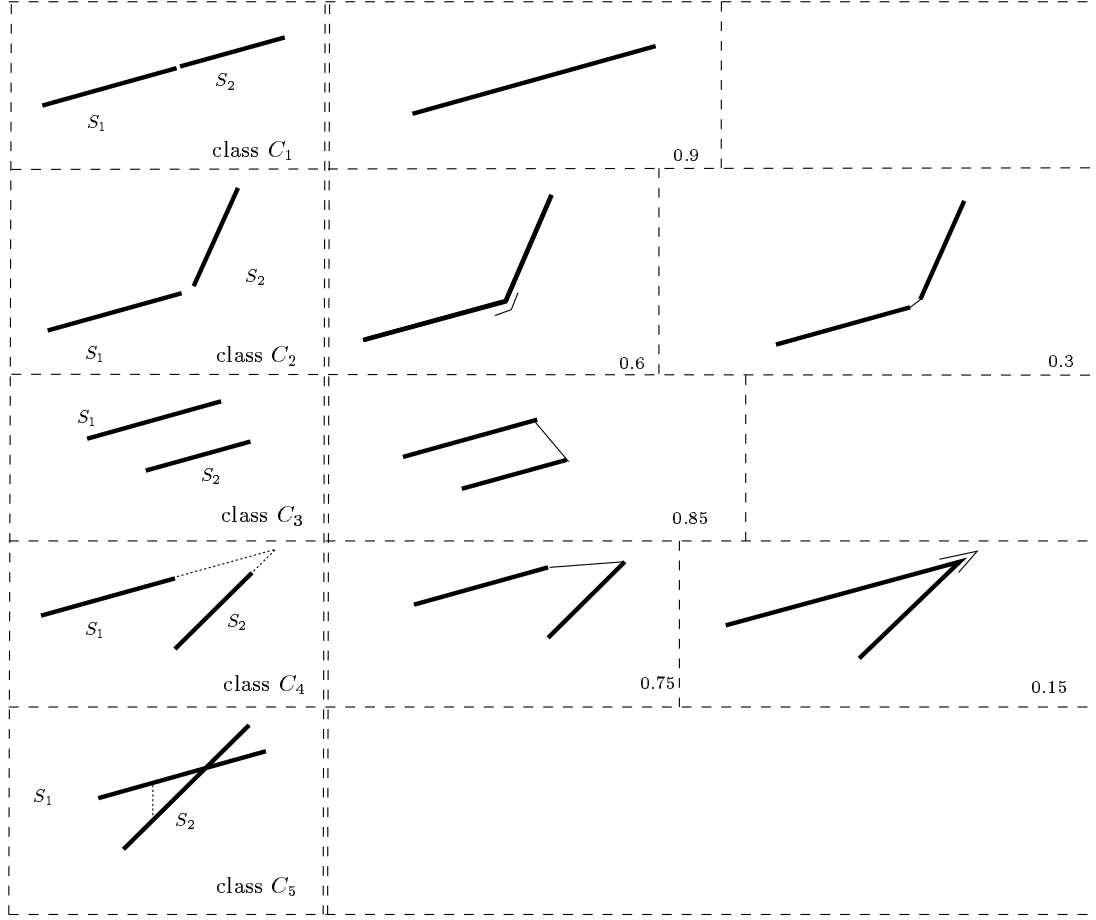 S₂
S₁
class C₁
0.9
S₂
S₁
class C₂
0.6
0.3
S₁
S₂
class C₃
0.85
S₁
S₂
class C₄
0.75
0.15
S₁
S₂
class C₅